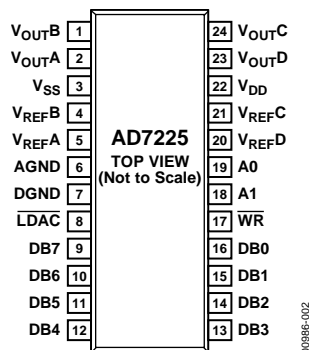 VOUTB 1 24 VOUTC
VOUTA 2 23 VOUTD
VSS 3 22 VDD
VREFB 4 21 VREFC
VREFA 5 AD7225 20 VREFD
AGND 6 TOP VIEW 19 A0
DGND 7 (Not to Scale) 18 A1
LDAC 8 17 WR
DB7 9 16 DB0
DB6 10 15 DB1
DB5 11 14 DB2
DB4 12 13 DB3
00986-002